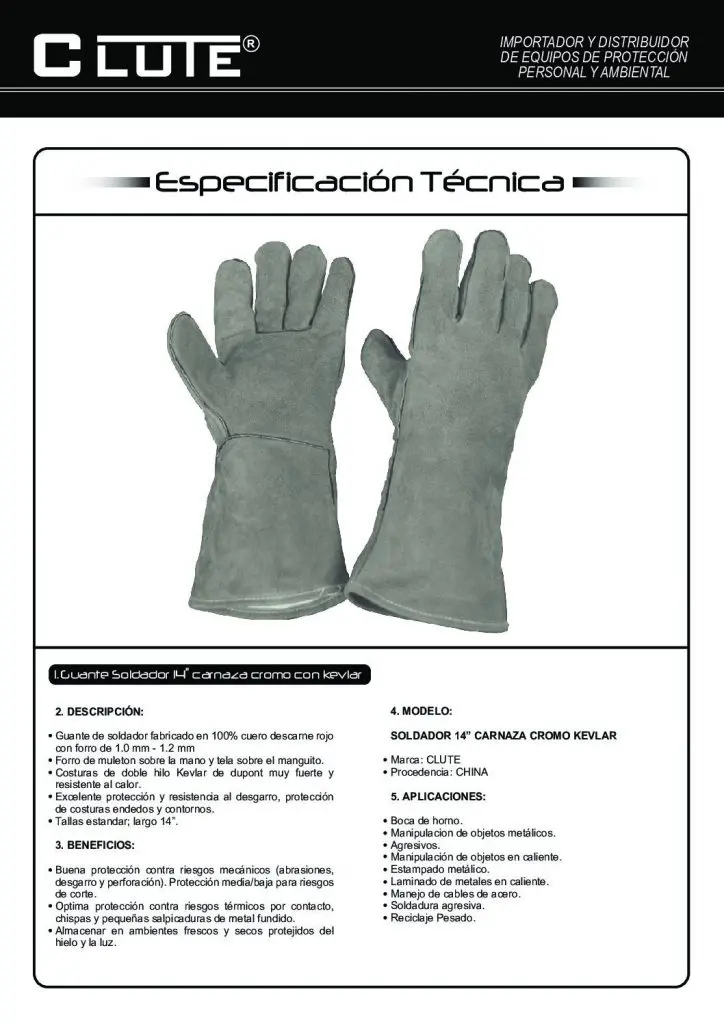 CLUTE®
IMPORTADOR Y DISTRIBUIDOR
DE EQUIPOS DE PROTECCIÓN
PERSONAL Y AMBIENTAL
Especificación Técnica
1.Guante Soldador 14" carnaza cromo con kevlar
2. DESCRIPCIÓN:
• Guante de soldador fabricado en 100% cuero descarne rojo
con forro de 1.0 mm - 1.2 mm
• Forro de muleton sobre la mano y tela sobre el manguito.
• Costuras de doble hilo Kevlar de dupont muy fuerte y
resistente al calor.
• Excelente protección y resistencia al desgarro, protección
de costuras endedos y contornos.
• Tallas estandar; largo 14”.
3. BENEFICIOS:
• Buena protección contra riesgos mecánicos (abrasiones,
desgarro y perforación). Protección media/baja para riesgos
de corte.
• Optima protección contra riesgos térmicos por contacto,
chispas y pequeñas salpicaduras de metal fundido.
• Almacenar en ambientes frescos y secos protejidos del
hielo y la luz.
4. MODELO:
SOLDADOR 14” CARNAZA CROMO KEVLAR
• Marca: CLUTE
• Procedencia: CHINA
5. APLICACIONES:
• Boca de horno.
• Manipulacion de objetos metálicos.
• Agresivos.
• Manipulación de objetos en caliente.
• Estampado metálico.
• Laminado de metales en caliente.
• Manejo de cables de acero.
• Soldadura agresiva.
• Reciclaje Pesado.